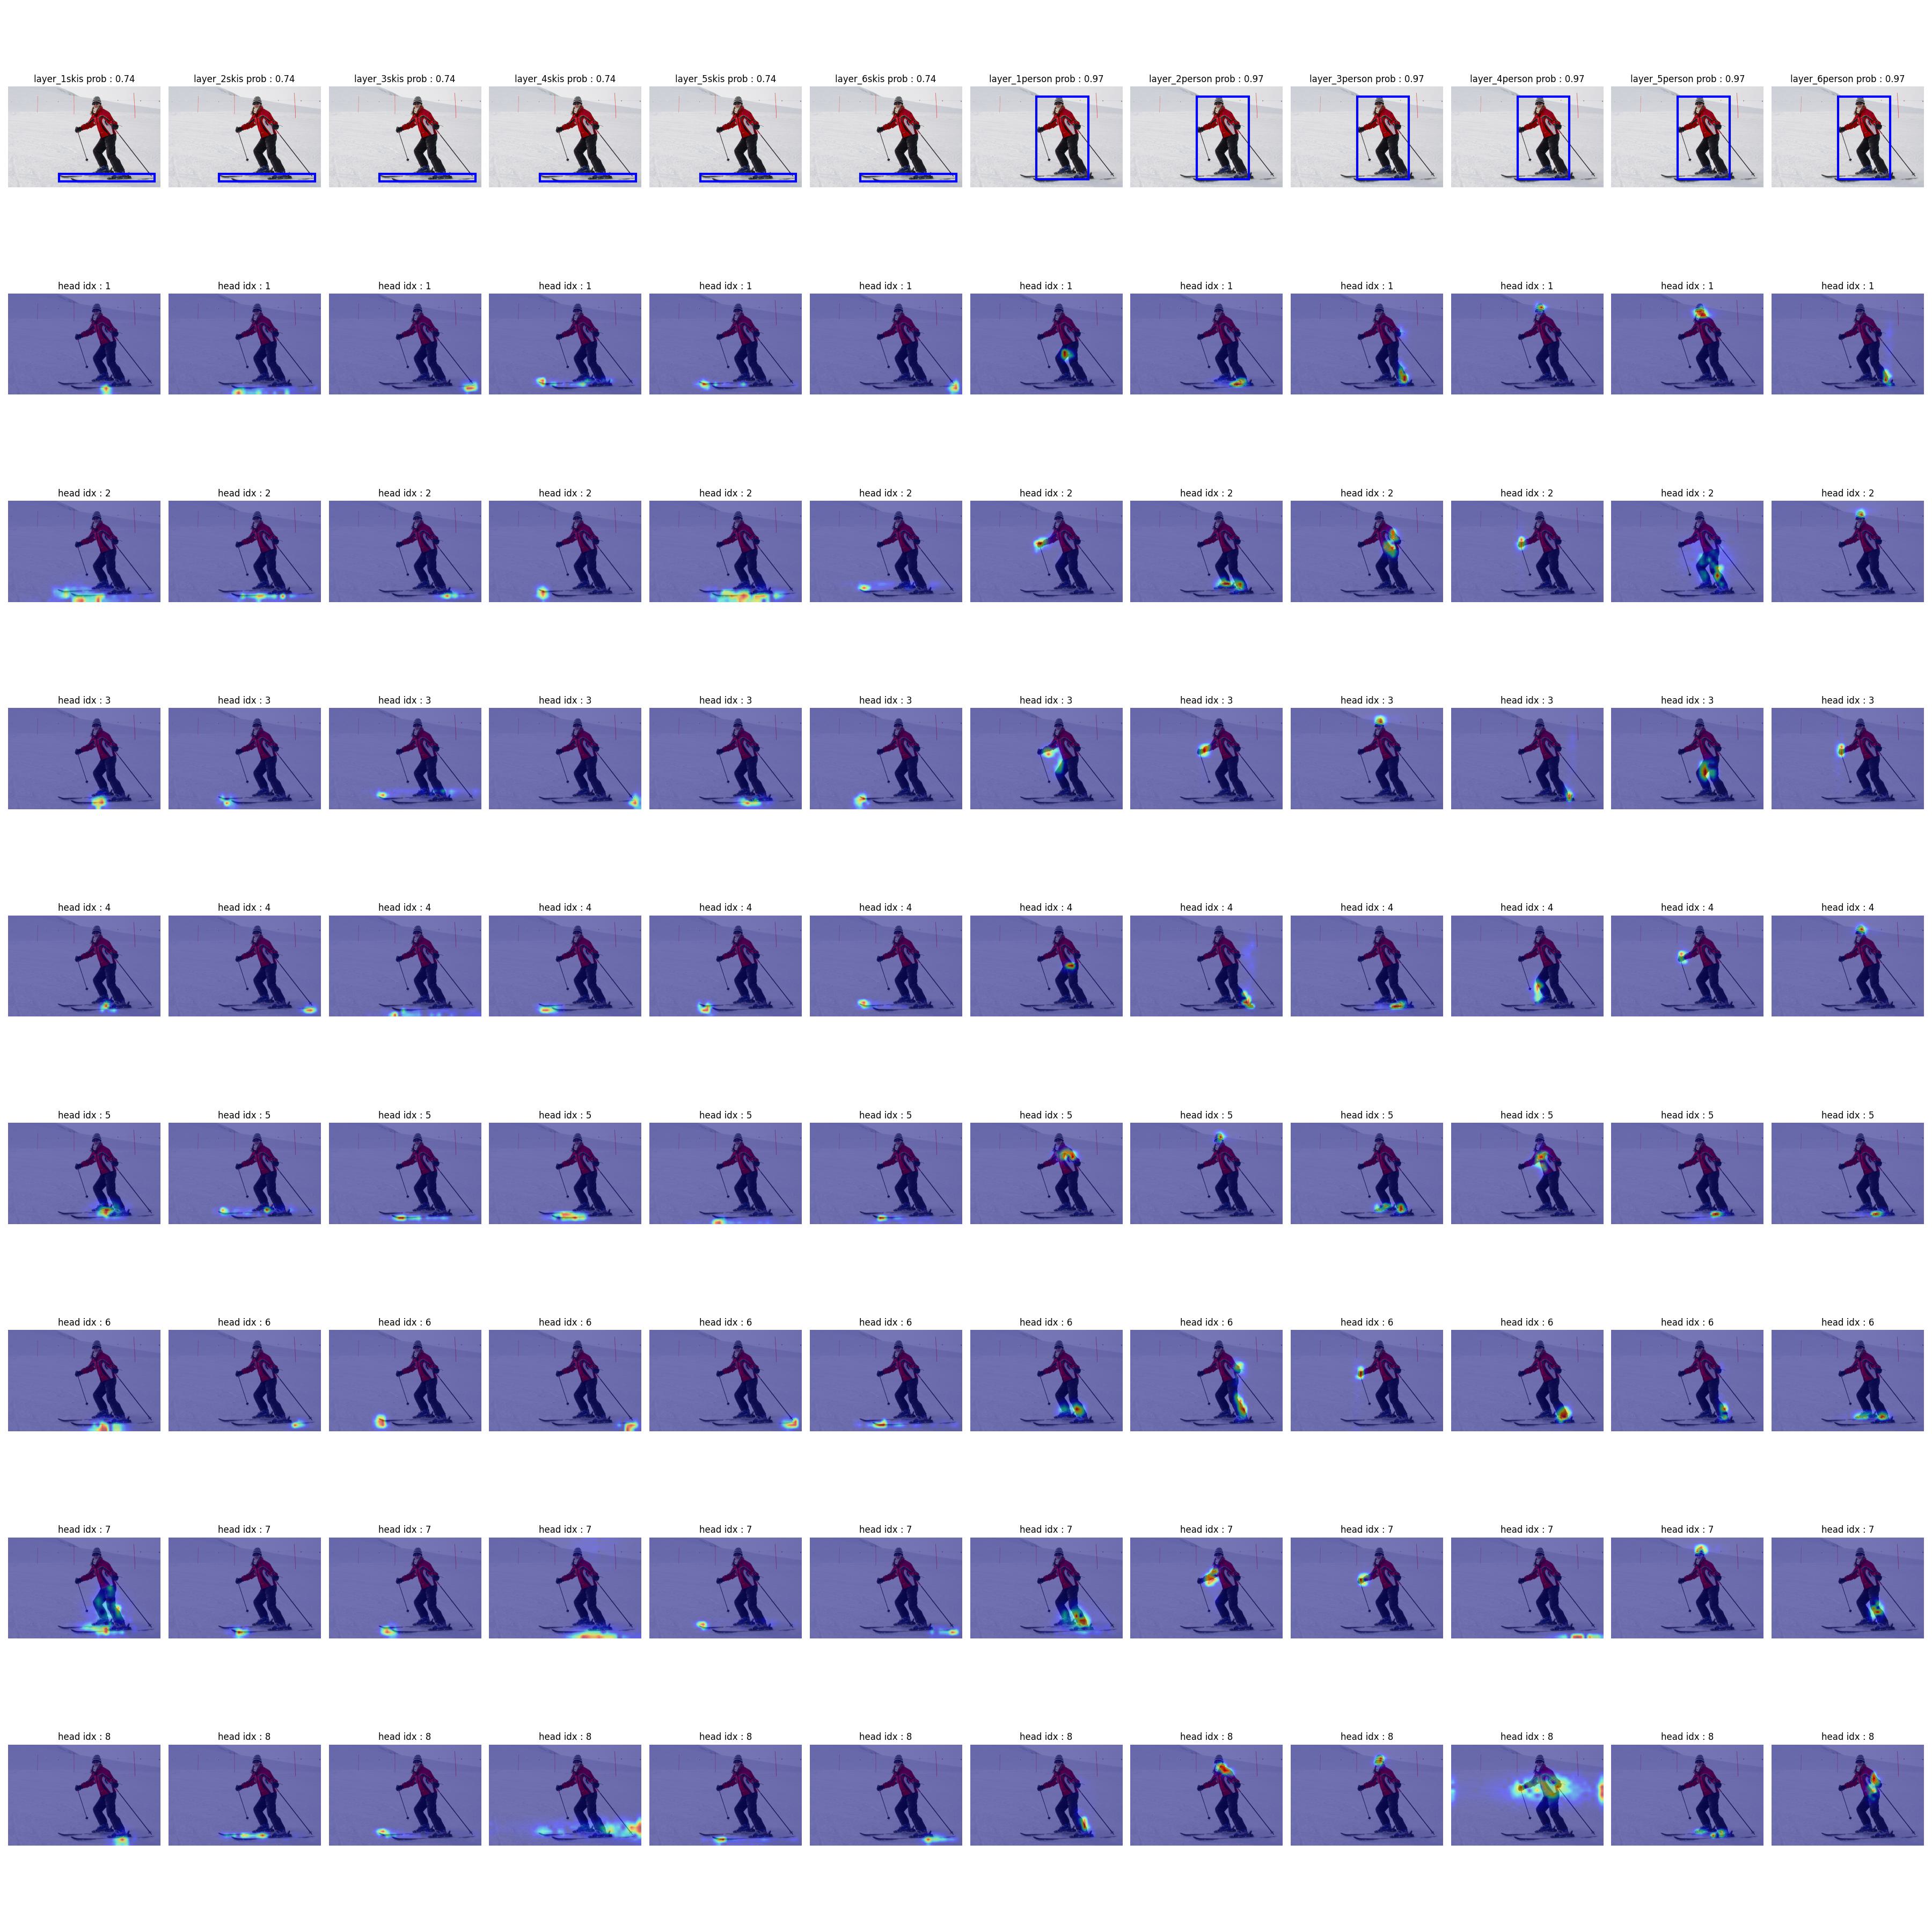 layer_1skis prob : 0.74 layer_2skis prob : 0.74 layer_3skis prob : 0.74 layer_4skis prob : 0.74 layer_5skis prob : 0.74 layer_6skis prob : 0.74 layer_1person prob : 0.97 layer_2person prob : 0.97 layer_3person prob : 0.97 layer_4person prob : 0.97 layer_5person prob : 0.97 layer_6person prob : 0.97
head idx : 1 head idx : 1 head idx : 1 head idx : 1 head idx : 1 head idx : 1 head idx : 1 head idx : 1 head idx : 1 head idx : 1 head idx : 1 head idx : 1
head idx : 2 head idx : 2 head idx : 2 head idx : 2 head idx : 2 head idx : 2 head idx : 2 head idx : 2 head idx : 2 head idx : 2 head idx : 2 head idx : 2
head idx : 3 head idx : 3 head idx : 3 head idx : 3 head idx : 3 head idx : 3 head idx : 3 head idx : 3 head idx : 3 head idx : 3 head idx : 3 head idx : 3
head idx : 4 head idx : 4 head idx : 4 head idx : 4 head idx : 4 head idx : 4 head idx : 4 head idx : 4 head idx : 4 head idx : 4 head idx : 4 head idx : 4
head idx : 5 head idx : 5 head idx : 5 head idx : 5 head idx : 5 head idx : 5 head idx : 5 head idx : 5 head idx : 5 head idx : 5 head idx : 5 head idx : 5
head idx : 6 head idx : 6 head idx : 6 head idx : 6 head idx : 6 head idx : 6 head idx : 6 head idx : 6 head idx : 6 head idx : 6 head idx : 6 head idx : 6
head idx : 7 head idx : 7 head idx : 7 head idx : 7 head idx : 7 head idx : 7 head idx : 7 head idx : 7 head idx : 7 head idx : 7 head idx : 7 head idx : 7
head idx : 8 head idx : 8 head idx : 8 head idx : 8 head idx : 8 head idx : 8 head idx : 8 head idx : 8 head idx : 8 head idx : 8 head idx : 8 head idx : 8